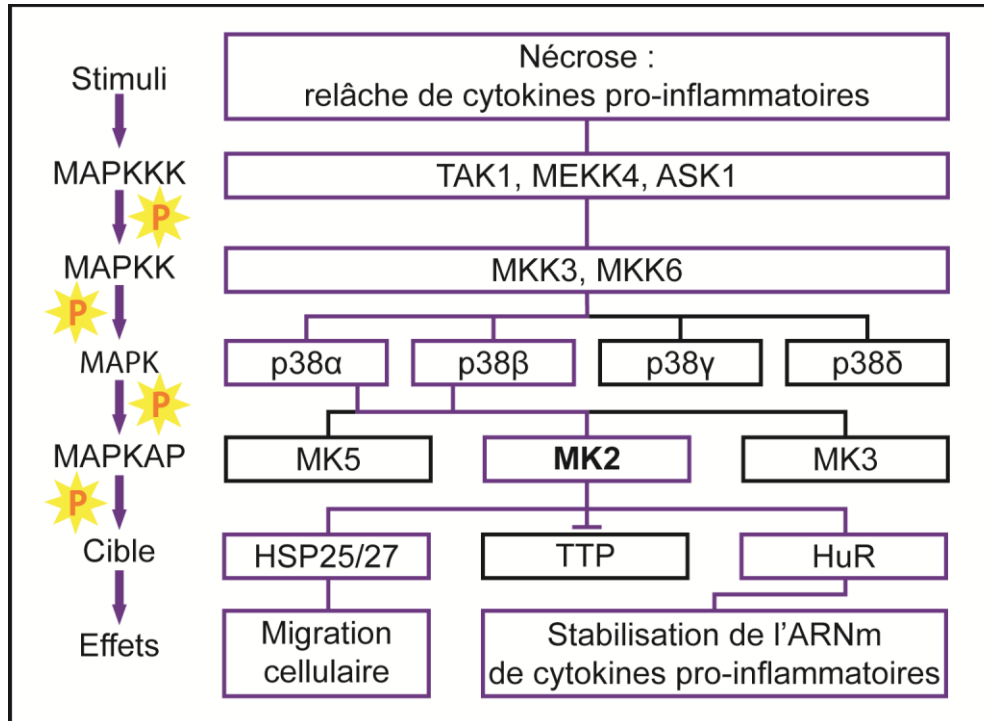 Stimuli
Nécrose :
relâche de cytokines pro-inflammatoires
MAPKKK
TAK1, MEKK4, ASK1
P
MAPKK
MKK3, MKK6
P
MAPK
p38α
p38β
p38γ
p38δ
P
MAPKAP
MK5
MK2
MK3
P
Cible
HSP25/27
TTP
HuR
Effets
Migration
cellulaire
Stabilisation de l'ARNm
de cytokines pro-inflammatoires